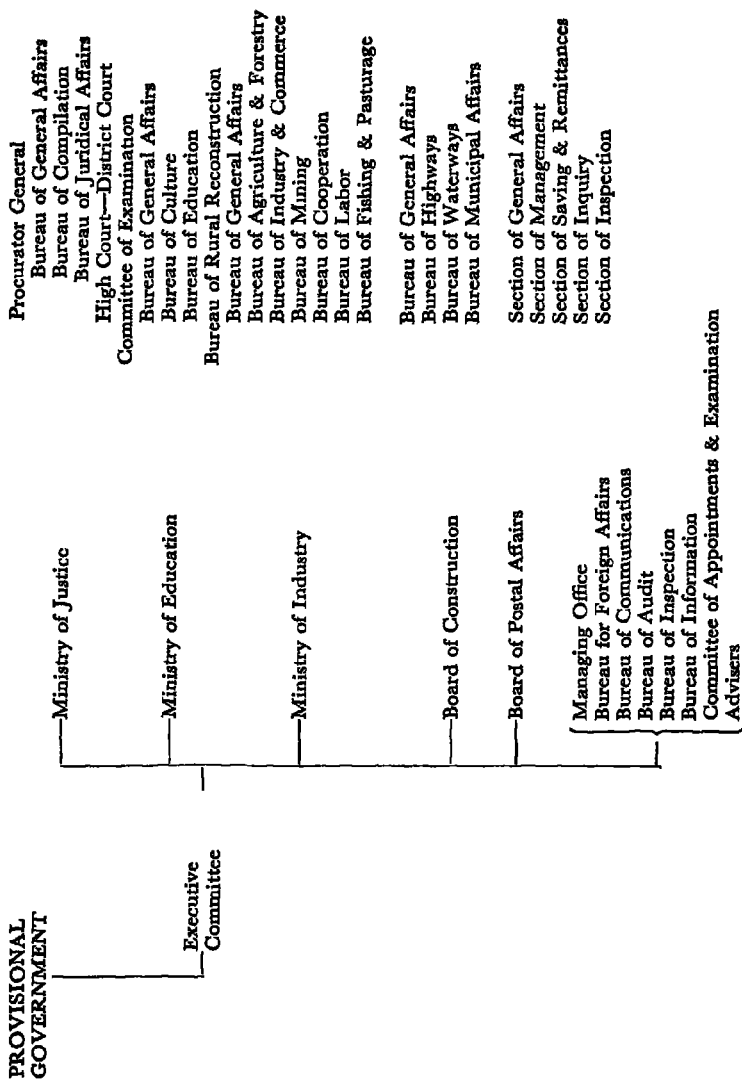 PROVISIONAL
GOVERNMENT
Executive
Committee
Ministry of Justice
Procurator General
Bureau of General Affairs
Bureau of Compilation
Bureau of Juridical Affairs
High Court—District Court
Committee of Examination
Ministry of Education
Bureau of General Affairs
Bureau of Culture
Bureau of Education
Bureau of Rural Reconstruction
Ministry of Industry
Bureau of General Affairs
Bureau of Agriculture & Forestry
Bureau of Industry & Commerce
Bureau of Mining
Bureau of Cooperation
Bureau of Labor
Bureau of Fishing & Pasturage
Board of Construction
Bureau of General Affairs
Bureau of Highways
Bureau of Waterways
Bureau of Municipal Affairs
Board of Postal Affairs
Section of General Affairs
Section of Management
Section of Saving & Remittances
Section of Inquiry
Section of Inspection
Managing Office
Bureau for Foreign Affairs
Bureau of Communications
Bureau of Audit
Bureau of Inspection
Bureau of Information
Committee of Appointments & Examination
Advisers